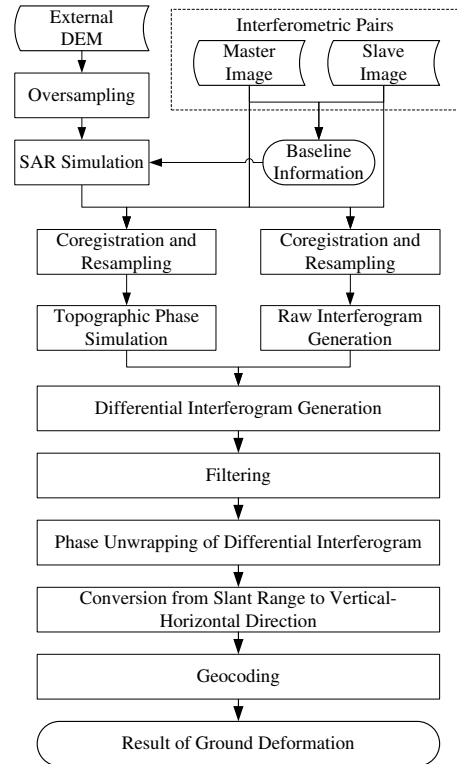 External
DEM
Interferometric Pairs
Master
Image
Slave
Image
Oversampling
SAR Simulation
Baseline
Information
Coregistration and
Resampling
Coregistration and
Resampling
Topographic Phase
Simulation
Raw Interferogram
Generation
Differential Interferogram Generation
Filtering
Phase Unwrapping of Differential Interferogram
Conversion from Slant Range to Vertical-
Horizontal Direction
Geocoding
Result of Ground Deformation